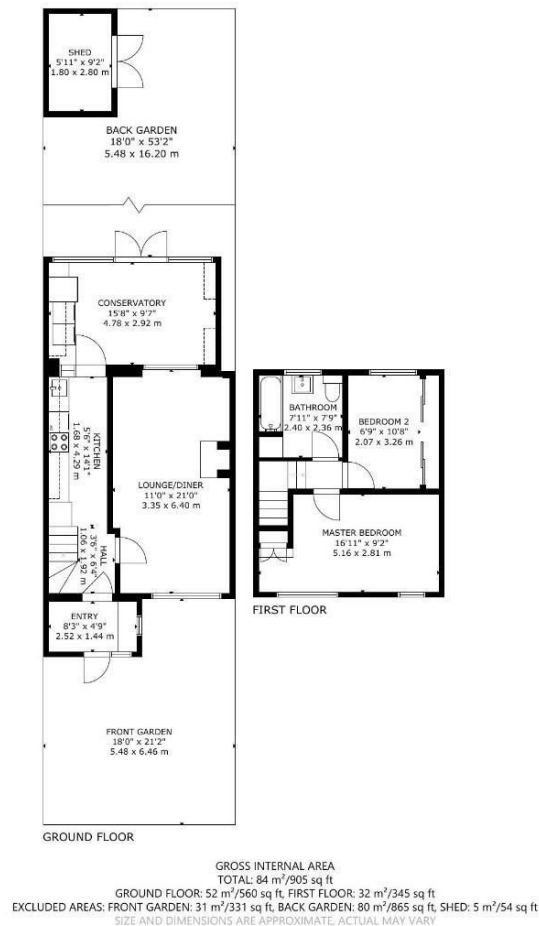 SHED
5'11" x 9'2"
1.80 x 2.80 m
BACK GARDEN
18'0" x 53'2"
5.48 x 16.20 m
CONSERVATORY
15'8" x 9'7"
4.78 x 2.92 m
KITCHEN
5'6" x 14'1"
1.68 x 4.29 m
LOUNGE/DINER
11'0" x 21'0"
3.35 x 6.40 m
HALL
3'6" x 6'4"
1.06 x 1.92 m
ENTRY
8'3" x 4'9"
2.52 x 1.44 m
FRONT GARDEN
18'0" x 21'2"
5.48 x 6.46 m
GROUND FLOOR
BATHROOM
7'11" x 7'9"
2.40 x 2.36 m
BEDROOM 2
6'9" x 10'8"
2.07 x 3.26 m
MASTER BEDROOM
16'11" x 9'2"
5.16 x 2.81 m
FIRST FLOOR
GROSS INTERNAL AREA
TOTAL: 84 m²/905 sq ft
GROUND FLOOR: 52 m²/560 sq ft, FIRST FLOOR: 32 m²/345 sq ft
EXCLUDED AREAS: FRONT GARDEN: 31 m²/331 sq ft, BACK GARDEN: 80 m²/865 sq ft, SHED: 5 m²/54 sq ft
SIZE AND DIMENSIONS ARE APPROXIMATE, ACTUAL MAY VARY